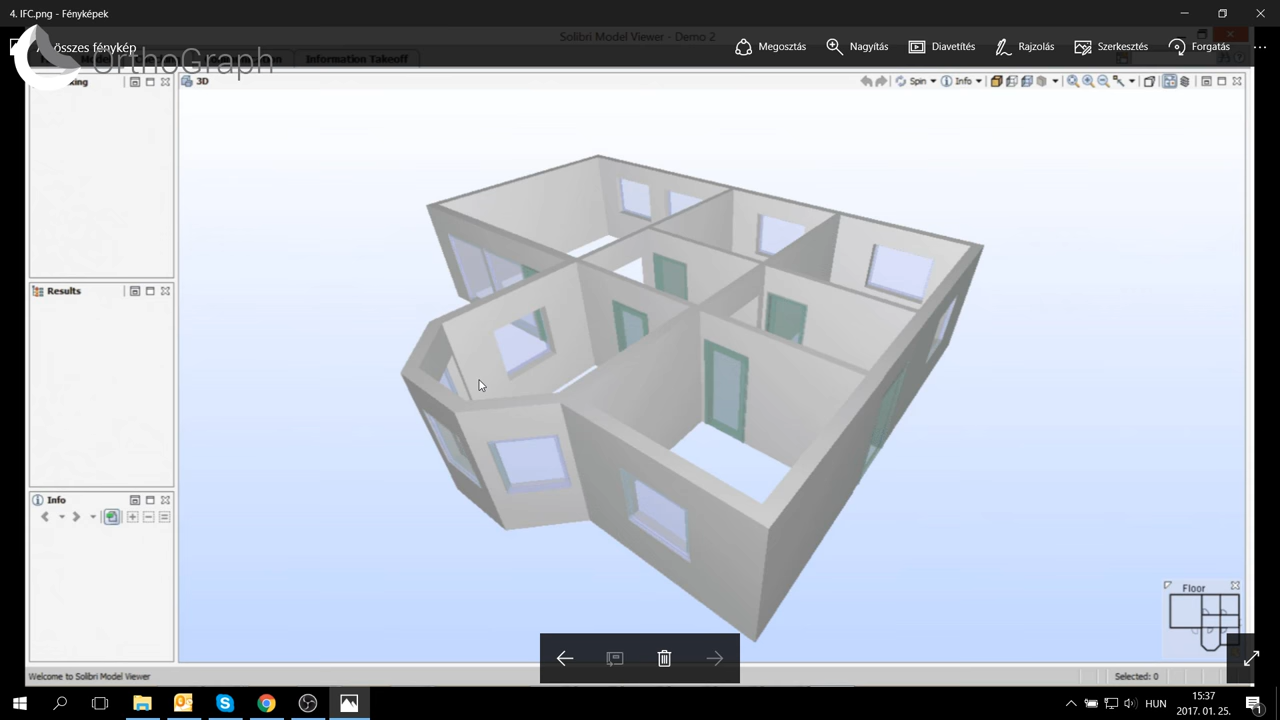 4. IFC.png - Fényképek
összes fénykép
OrthoGraph
Solibri Model Viewer - Demo 2
Megosztás
Nagyítás
Diavetítés
Rajzolás
Szerkesztés
Forgatás
Information Takeoff
3D
Spin
Info
Results
Info
Floor
Welcome to Solibri Model Viewer
Selected: 0
HUN
15:37
2017. 01. 25.
1